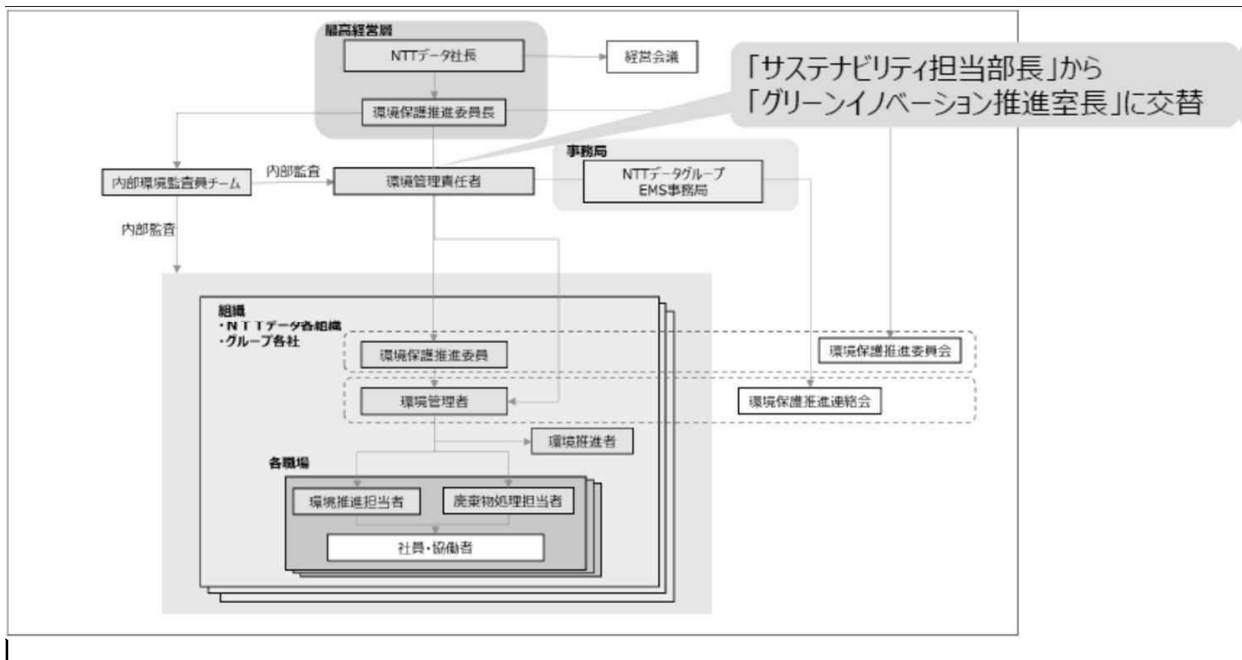 最高経営層
NTTデータ社長
経営会議
「サステナビリティ担当部長」から
「グリーンイノベーション推進室長」に交替
環境保護推進委員長
事務局
内部環境監査員チーム
内部監査
環境管理責任者
NTTデータグループ
EMS事務局
内部監査
組織
・NTTデータ各組織
・グループ各社
環境保護推進委員
環境保護推進委員会
環境管理者
環境保護推進連絡会
環境推進者
各職場
環境推進担当者
廃棄物処理担当者
社員・協働者